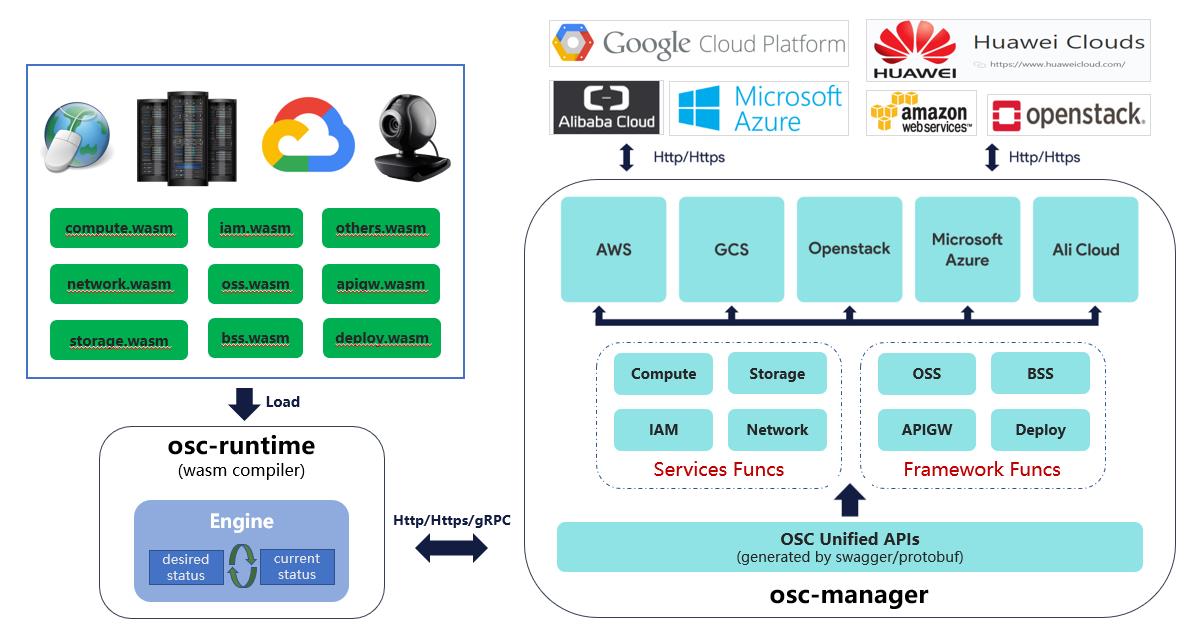 Google Cloud Platform
HUAWEI
Huawei Clouds
https://www.huaweicloud.com/
Alibaba Cloud
Microsoft
Azure
amazon
webservices™
openstack.
Http/Https
Http/Https
compute.wasm
iam.wasm
others.wasm
network.wasm
oss.wasm
apigw.wasm
storage.wasm
bss.wasm
deploy.wasm
Load
osc-runtime
(wasm compiler)
Engine
desired
status
current
status
Http/Https/gRPC
AWS
GCS
Openstack
Microsoft
Azure
Ali Cloud
Compute
Storage
IAM
Network
Services Funcs
OSS
BSS
APIGW
Deploy
Framework Funcs
OSC Unified APIs
(generated by swagger/protobuf)
osc-manager